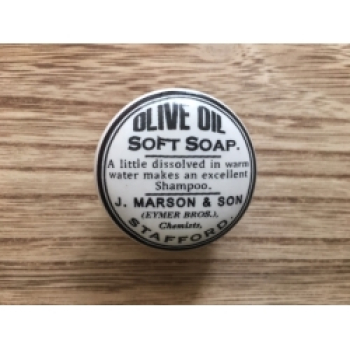 OLIVE OIL
SOFT SOAP.
A little dissolved in warm
water makes an excellent
Shampoo.
J. MARSON & SON
(EYMER BROS.),
Chemists,
STAFFORD.